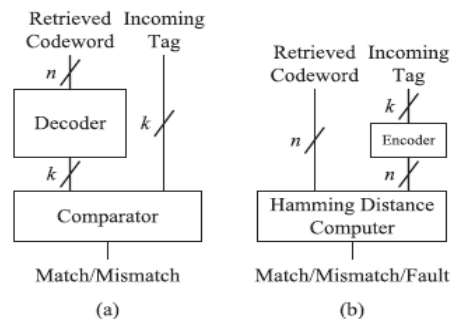 Retrieved Codeword
Incoming Tag
n
Decoder
k
k
Comparator
Match/Mismatch
(a)
Retrieved Codeword
Incoming Tag
k
n
Encoder
n
Hamming Distance
Computer
Match/Mismatch/Fault
(b)